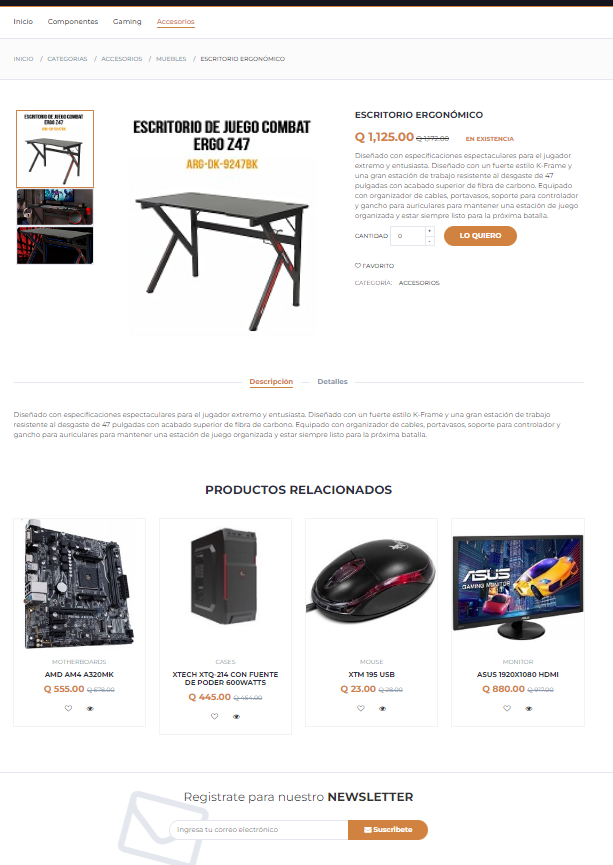 Inicio Componentes Gaming Accesorios
INICIO / CATEGORIAS / ACCESORIOS / MUEBLES / ESCRITORIO ERGONÓMICO
ESCRITORIO DE JUEGO COMBAT
ERGO Z47
ESCRITORIO DE JUEGO COMBAT
ERGO Z47
ARG-DK-9247BK
ESCRITORIO ERGONÓMICO
Q 1,125.00 Q 1,172.00 EN EXISTENCIA
Diseñado con especificaciones espectaculares para el jugador
extremo y entusiasta. Diseñado con un fuerte estilo K-Frame y
una gran estación de trabajo resistente al desgaste de 47
pulgadas con acabado superior de fibra de carbono. Equipado
con organizador de cables, portavasos, soporte para controlador
y gancho para auriculares para mantener una estación de juego
organizada y estar siempre listo para la próxima batalla.
CANTIDAD 0 + - LO QUIERO
FAVORITO
CATEGORÍA: ACCESORIOS
Descripción Detalles
Diseñado con especificaciones espectaculares para el jugador extremo y entusiasta. Diseñado con un fuerte estilo K-Frame y una gran estación de trabajo
resistente al desgaste de 47 pulgadas con acabado superior de fibra de carbono. Equipado con organizador de cables, portavasos, soporte para controlador y
gancho para auriculares para mantener una estación de juego organizada y estar siempre listo para la próxima batalla.
PRODUCTOS RELACIONADOS
ASUS
GAMING MONITOR
MOTHERBOARDS
AMD AM4 A320MK
Q 555.00 Q 578.00
CASES
XTECH XTQ-214 CON FUENTE
DE PODER 600WATTS
Q 445.00 Q 464.00
MOUSE
XTM 195 USB
Q 23.00 Q 28.00
MONITOR
ASUS 1920X1080 HDMI
Q 880.00 Q 917.00
Registrate para nuestro NEWSLETTER
Ingresa tu correo electrónico Suscribete